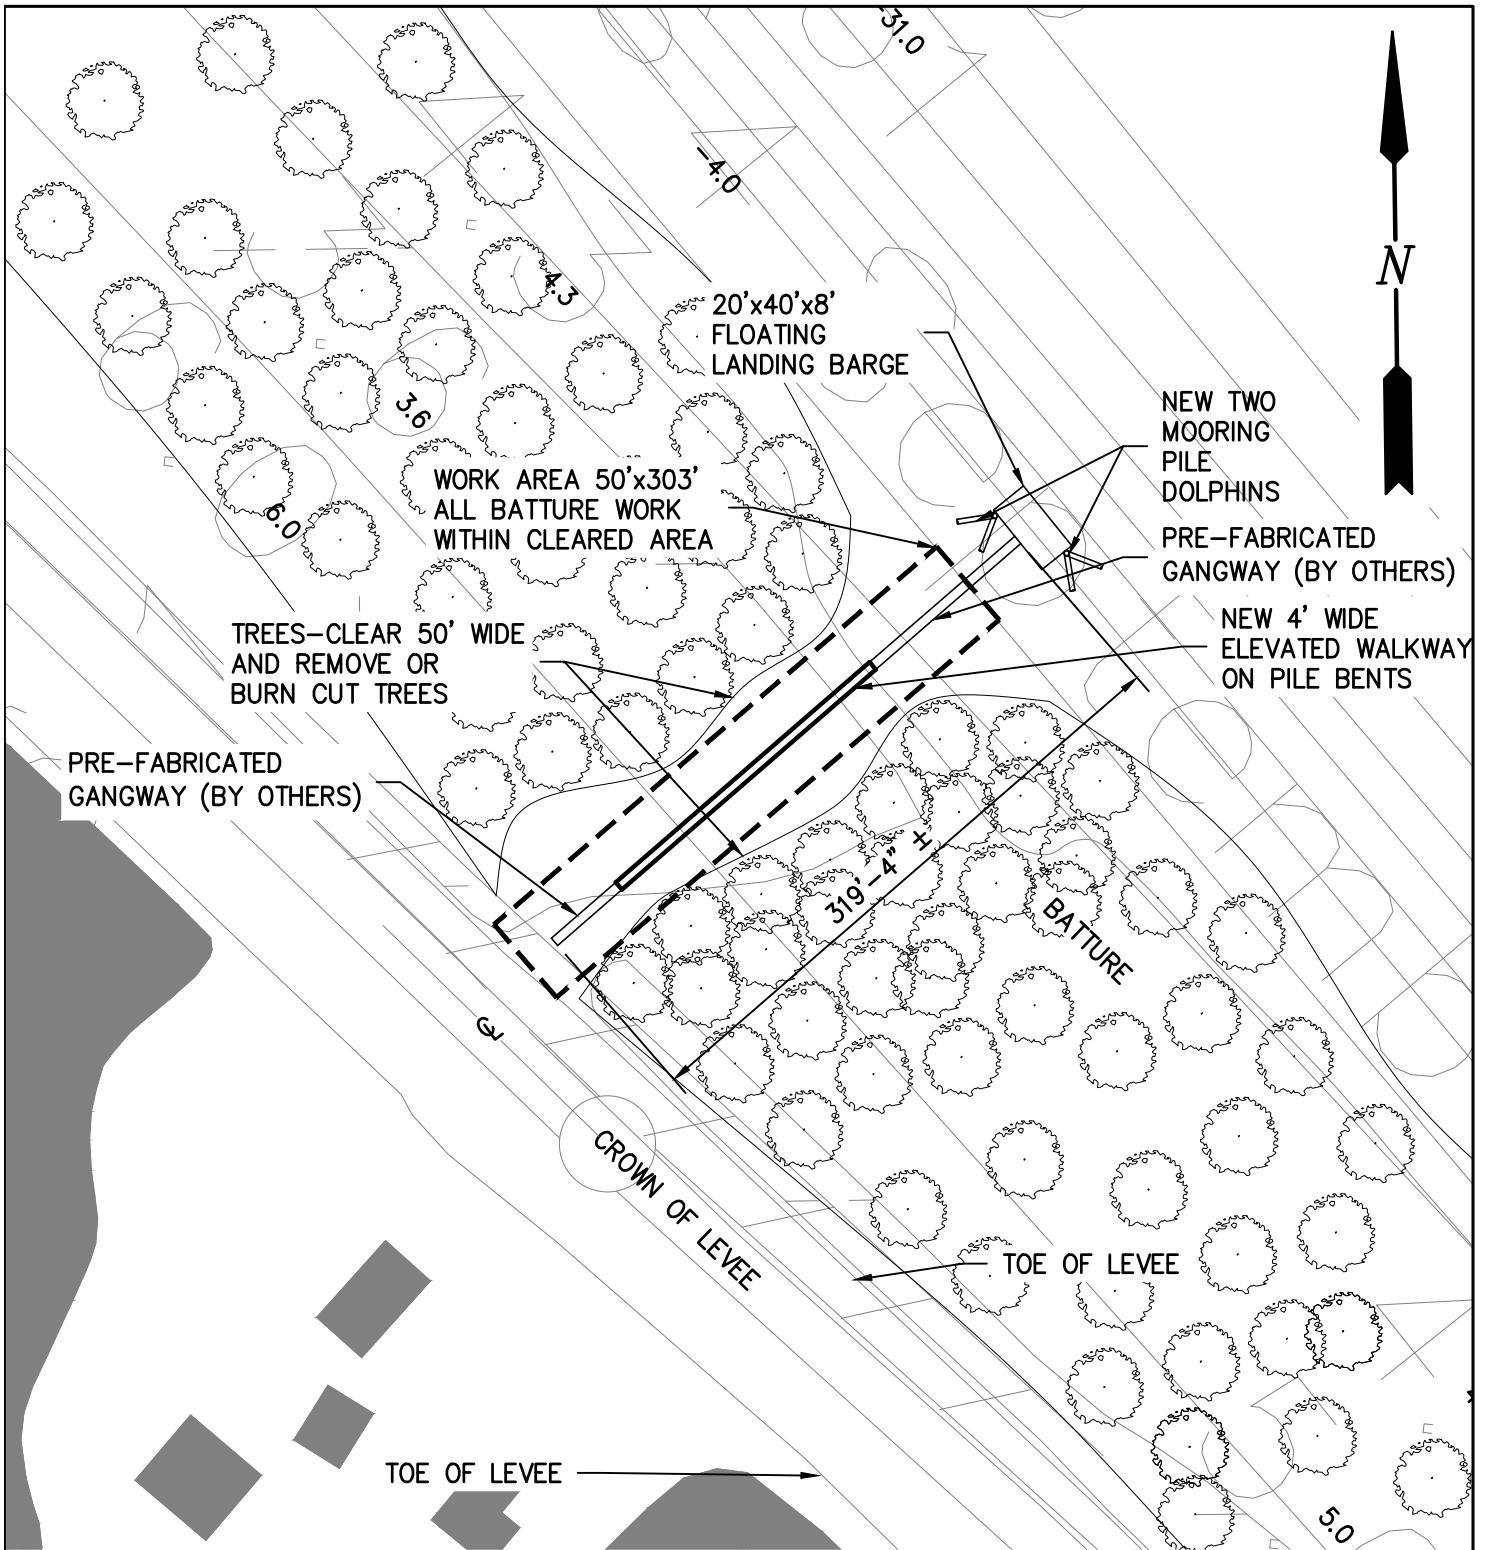 -31.0
-4.0
N
4.3
20'x40'x8'
FLOATING
LANDING BARGE
3.6
NEW TWO
MOORING
PILE
DOLPHINS
WORK AREA 50'x303'
ALL BATTURE WORK
WITHIN CLEARED AREA
6.0
PRE-FABRICATED
GANGWAY (BY OTHERS)
NEW 4' WIDE
ELEVATED WALKWAY
ON PILE BENTS
TREES-CLEAR 50' WIDE
AND REMOVE OR
BURN CUT TREES
PRE-FABRICATED
GANGWAY (BY OTHERS)
319'-4" ±
BATTURE
℄
CROWN OF LEVEE
TOE OF LEVEE
TOE OF LEVEE
5.0